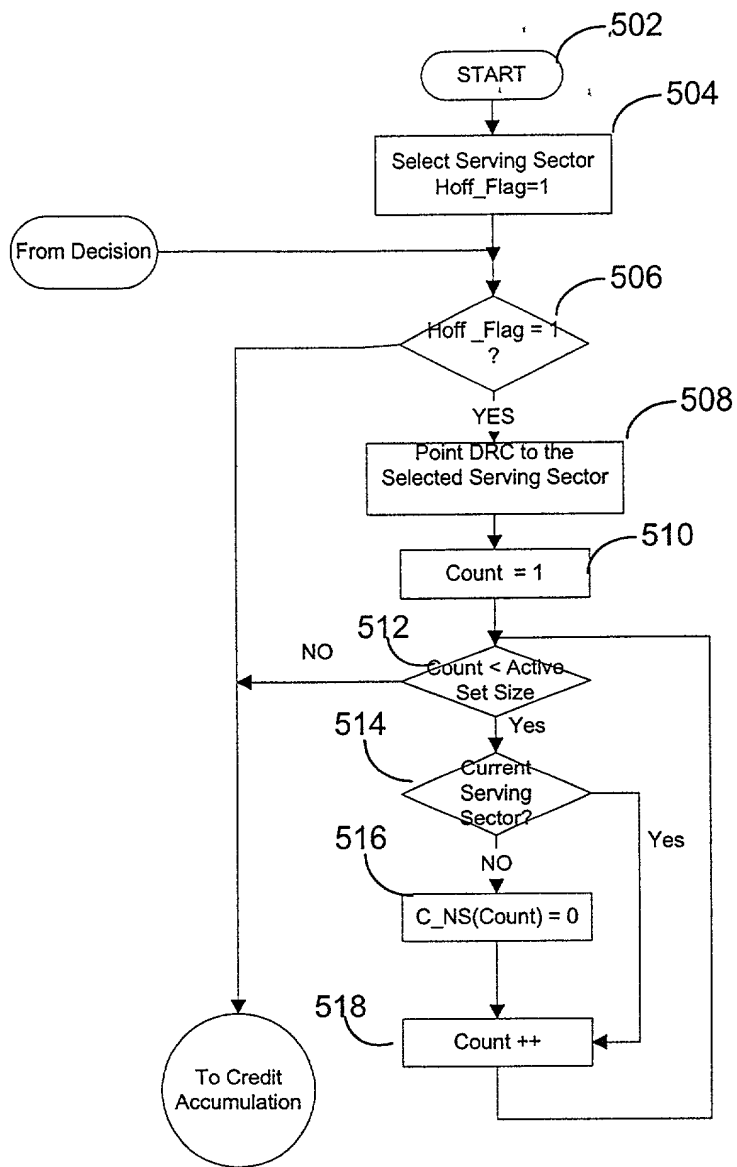 502
START
504
Select Serving Sector
Hoff_Flag=1
From Decision
506
Hoff _Flag = 1
?
YES
508
Point DRC to the
Selected Serving Sector
510
Count = 1
512
NO
Count < Active
Set Size
Yes
514
Current
Serving
Sector?
Yes
516
NO
C_NS(Count) = 0
518
Count ++
To Credit
Accumulation